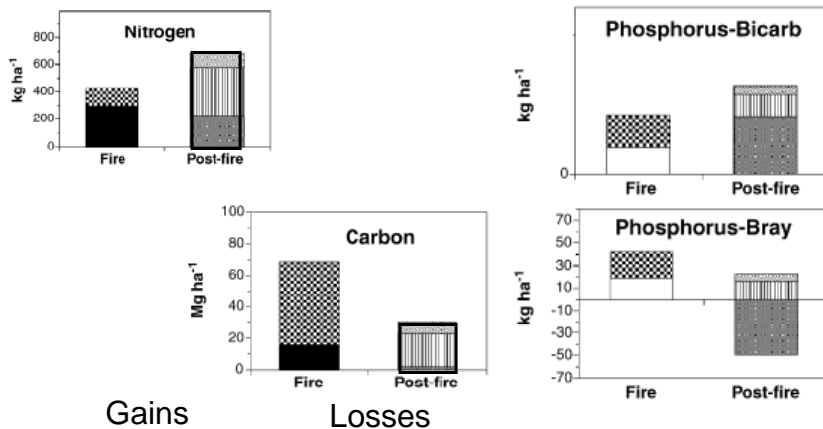 Nitrogen
kg ha-1
800
600
400
200
0
Fire
Post-fire
Phosphorus-Bicarb
kg ha-1
0
Fire
Post-fire
Carbon
Mg ha-1
100
80
60
40
20
0
Fire
Post-fire
Phosphorus-Bray
kg ha-1
70
50
30
10
-10
-30
-50
-70
Fire
Post-fire
Gains
Losses